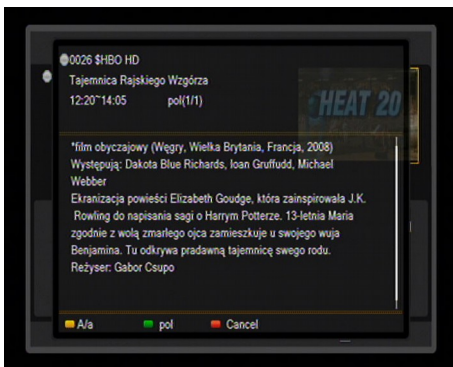 0026 $HBO HD
Tajemnica Rajskiego Wzgórza
12:20~14:05 pol(1/1)
HEAT 20
*film obyczajowy (Węgry, Wielka Brytania, Francja, 2008)
Występują: Dakota Blue Richards, Ioan Gruffudd, Michael
Webber
Ekranizacja powieści Elizabeth Goudge, która zainspirowała J.K.
Rowling do napisania sagi o Harrym Potterze. 13-letnia Maria
zgodnie z wolą zmarłego ojca zamieszkuje u swojego wuja
Benjamina. Tu odkrywa pradawną tajemnicę swego rodu.
Reżyser: Gabor Csupo
A/a pol Cancel